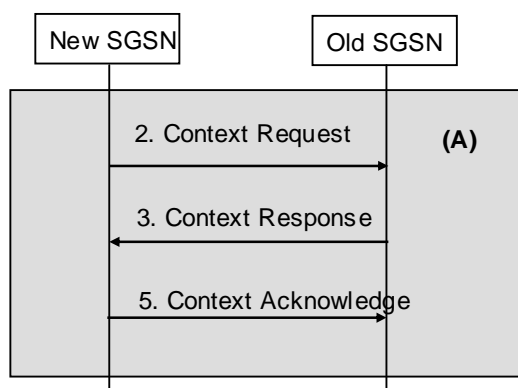 New SGSN
Old SGSN
2. Context Request
(A)
3. Context Response
5. Context Acknowledge